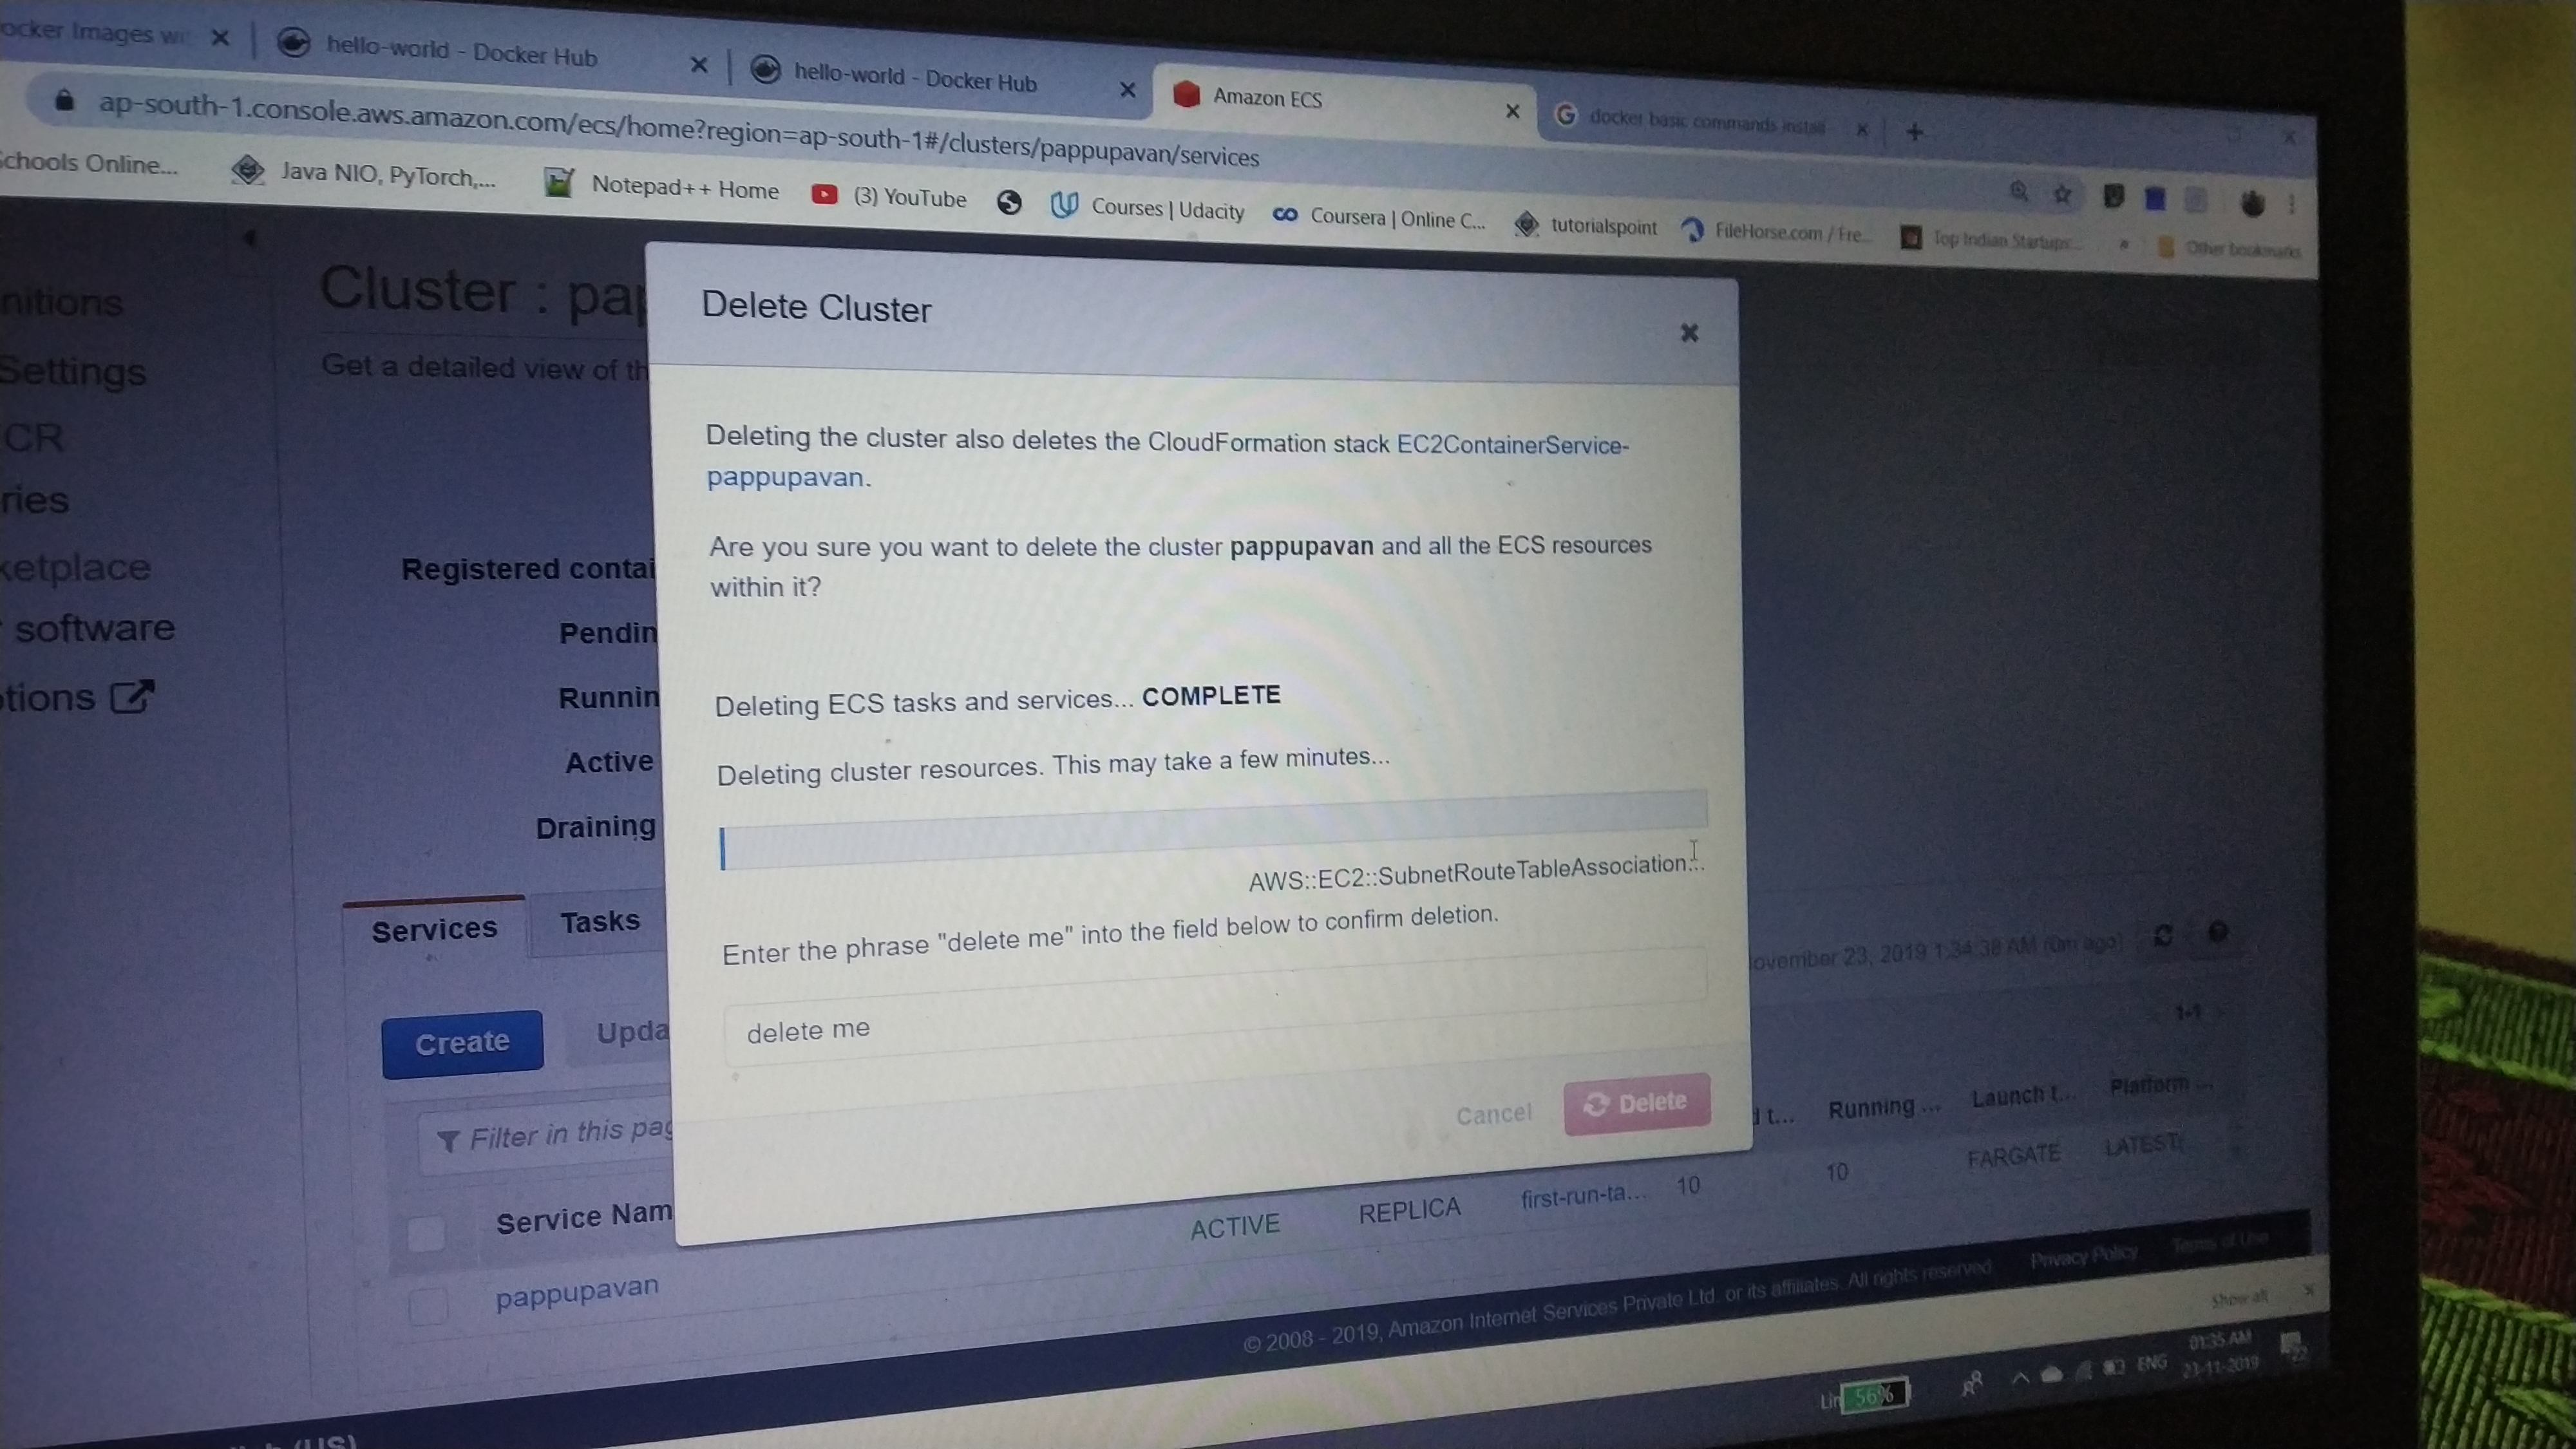 ocker Images wi
hello-world - Docker Hub
hello-world - Docker Hub
Amazon ECS
docker basic commands install
ap-south-1.console.aws.amazon.com/ecs/home?region=ap-south-1#/clusters/pappupavan/services
Schools Online...
Java NIO, PyTorch,...
Notepad++ Home
(3) YouTube
Courses | Udacity
Coursera | Online C...
tutorialspoint
FileHorse.com / Fre...
Top Indian Startups...
»
Other bookmarks
nitions
Settings
CR
ries
ketplace
software
tions
Cluster : pap
Get a detailed view of th
Registered contai
Pendin
Runnin
Active
Draining
Delete Cluster
Deleting the cluster also deletes the CloudFormation stack EC2ContainerService-
pappupavan.
Are you sure you want to delete the cluster pappupavan and all the ECS resources
within it?
Deleting ECS tasks and services... COMPLETE
Deleting cluster resources. This may take a few minutes...
AWS::EC2::SubnetRouteTableAssociation...
Enter the phrase "delete me" into the field below to confirm deletion.
delete me
Cancel
Delete
Services
Tasks
ovember 23, 2019 1:34:38 AM (0m ago)
Create
Upda
1-1
Filter in this pag
Service Nam
d t...
Running ...
Launch t...
Platform ...
pappupavan
ACTIVE
REPLICA
first-run-ta...
10
10
FARGATE
LATEST(
© 2008 - 2019, Amazon Internet Services Private Ltd. or its affiliates. All rights reserved.
Privacy Policy
Terms of Use
Show all
56%
ENG
01:35 AM
23-11-2019
(US)